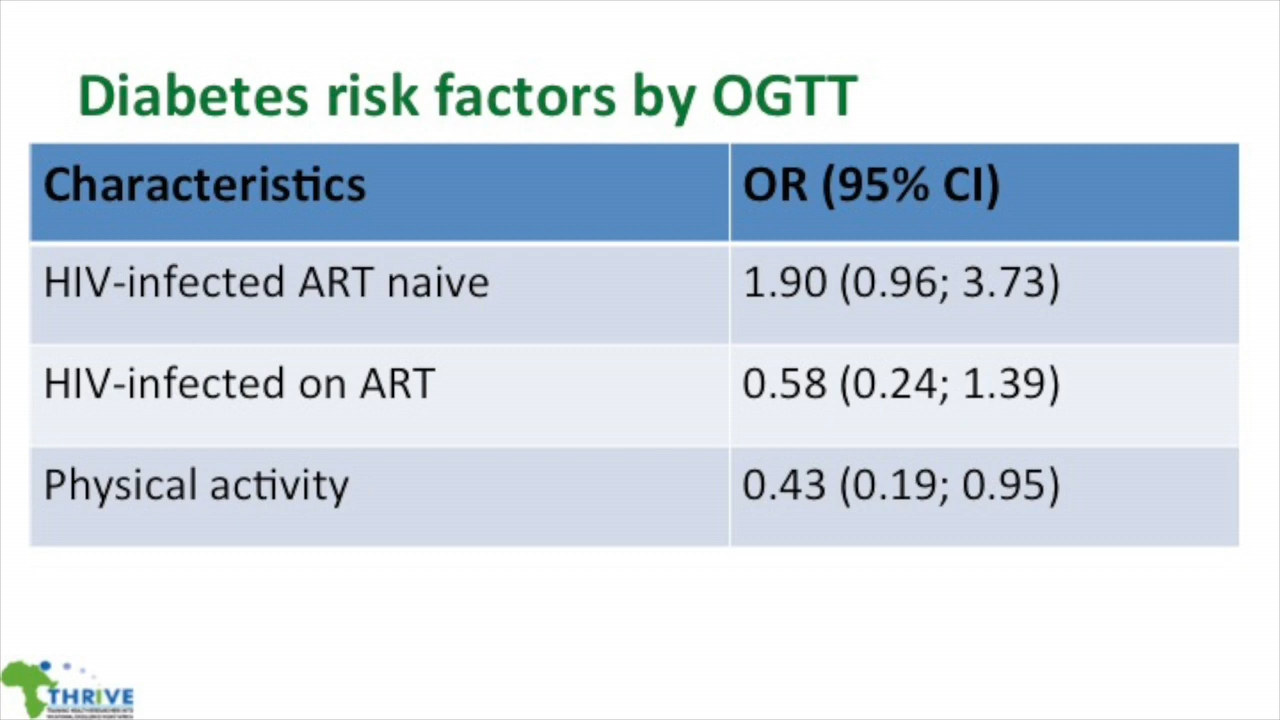 Diabetes risk factors by OGTT
Characteristics OR (95% CI)
HIV-infected ART naive 1.90 (0.96; 3.73)
HIV-infected on ART 0.58 (0.24; 1.39)
Physical activity 0.43 (0.19; 0.95)
THRiVE